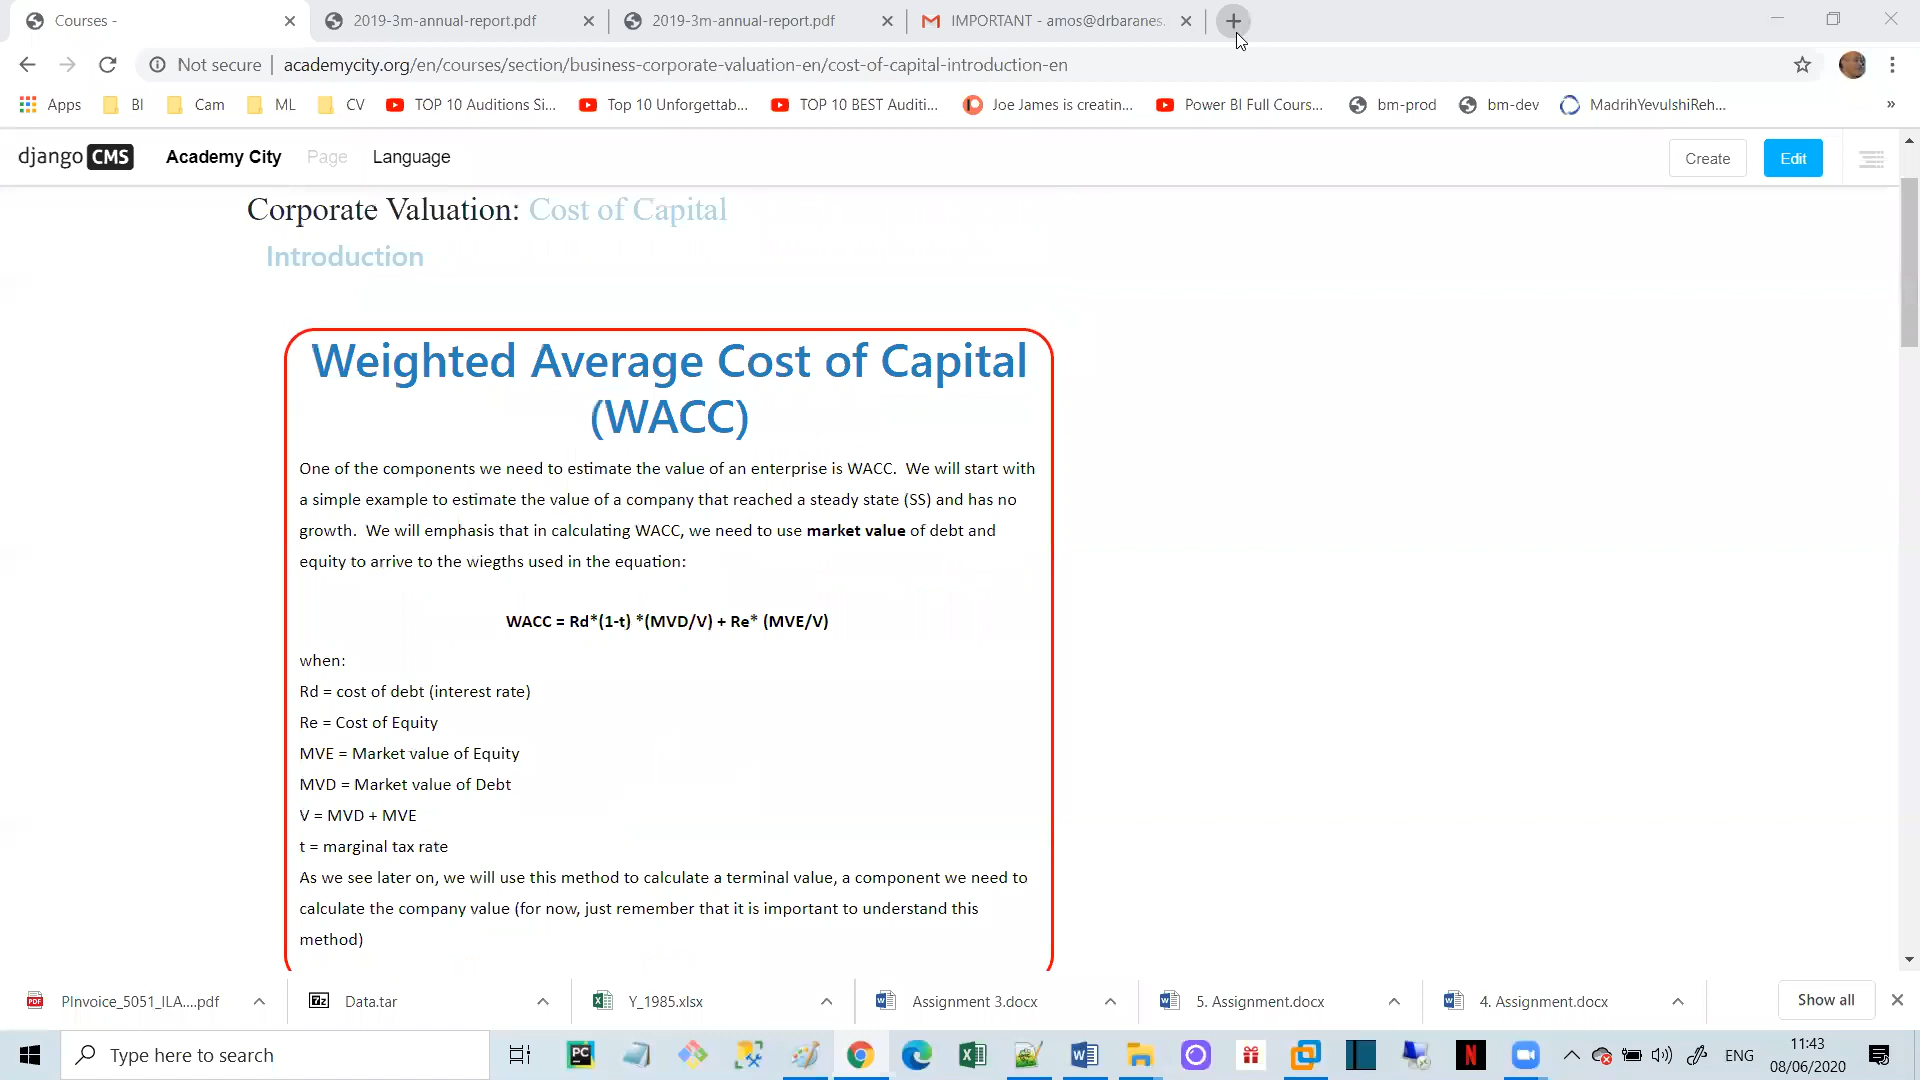 Courses -
2019-3m-annual-report.pdf
2019-3m-annual-report.pdf
IMPORTANT - amos@drbaranes.
Not secure | academycity.org/en/courses/section/business-corporate-valuation-en/cost-of-capital-introduction-en
Apps BI Cam ML CV TOP 10 Auditions Si... Top 10 Unforgettab... TOP 10 BEST Auditi... Joe James is creatin... Power BI Full Cours... bm-prod bm-dev MadrihYevulshiReh... »
django CMS Academy City Page Language Create Edit
Corporate Valuation: Cost of Capital
Introduction
Weighted Average Cost of Capital
(WACC)
One of the components we need to estimate the value of an enterprise is WACC. We will start with
a simple example to estimate the value of a company that reached a steady state (SS) and has no
growth. We will emphasis that in calculating WACC, we need to use market value of debt and
equity to arrive to the wiegths used in the equation:
WACC = Rd*(1-t) *(MVD/V) + Re* (MVE/V)
when:
Rd = cost of debt (interest rate)
Re = Cost of Equity
MVE = Market value of Equity
MVD = Market value of Debt
V = MVD + MVE
t = marginal tax rate
As we see later on, we will use this method to calculate a terminal value, a component we need to
calculate the company value (for now, just remember that it is important to understand this
method)
PInvoice_5051_ILA....pdf Data.tar Y_1985.xlsx Assignment 3.docx 5. Assignment.docx 4. Assignment.docx Show all
Type here to search
ENG
11:43
08/06/2020